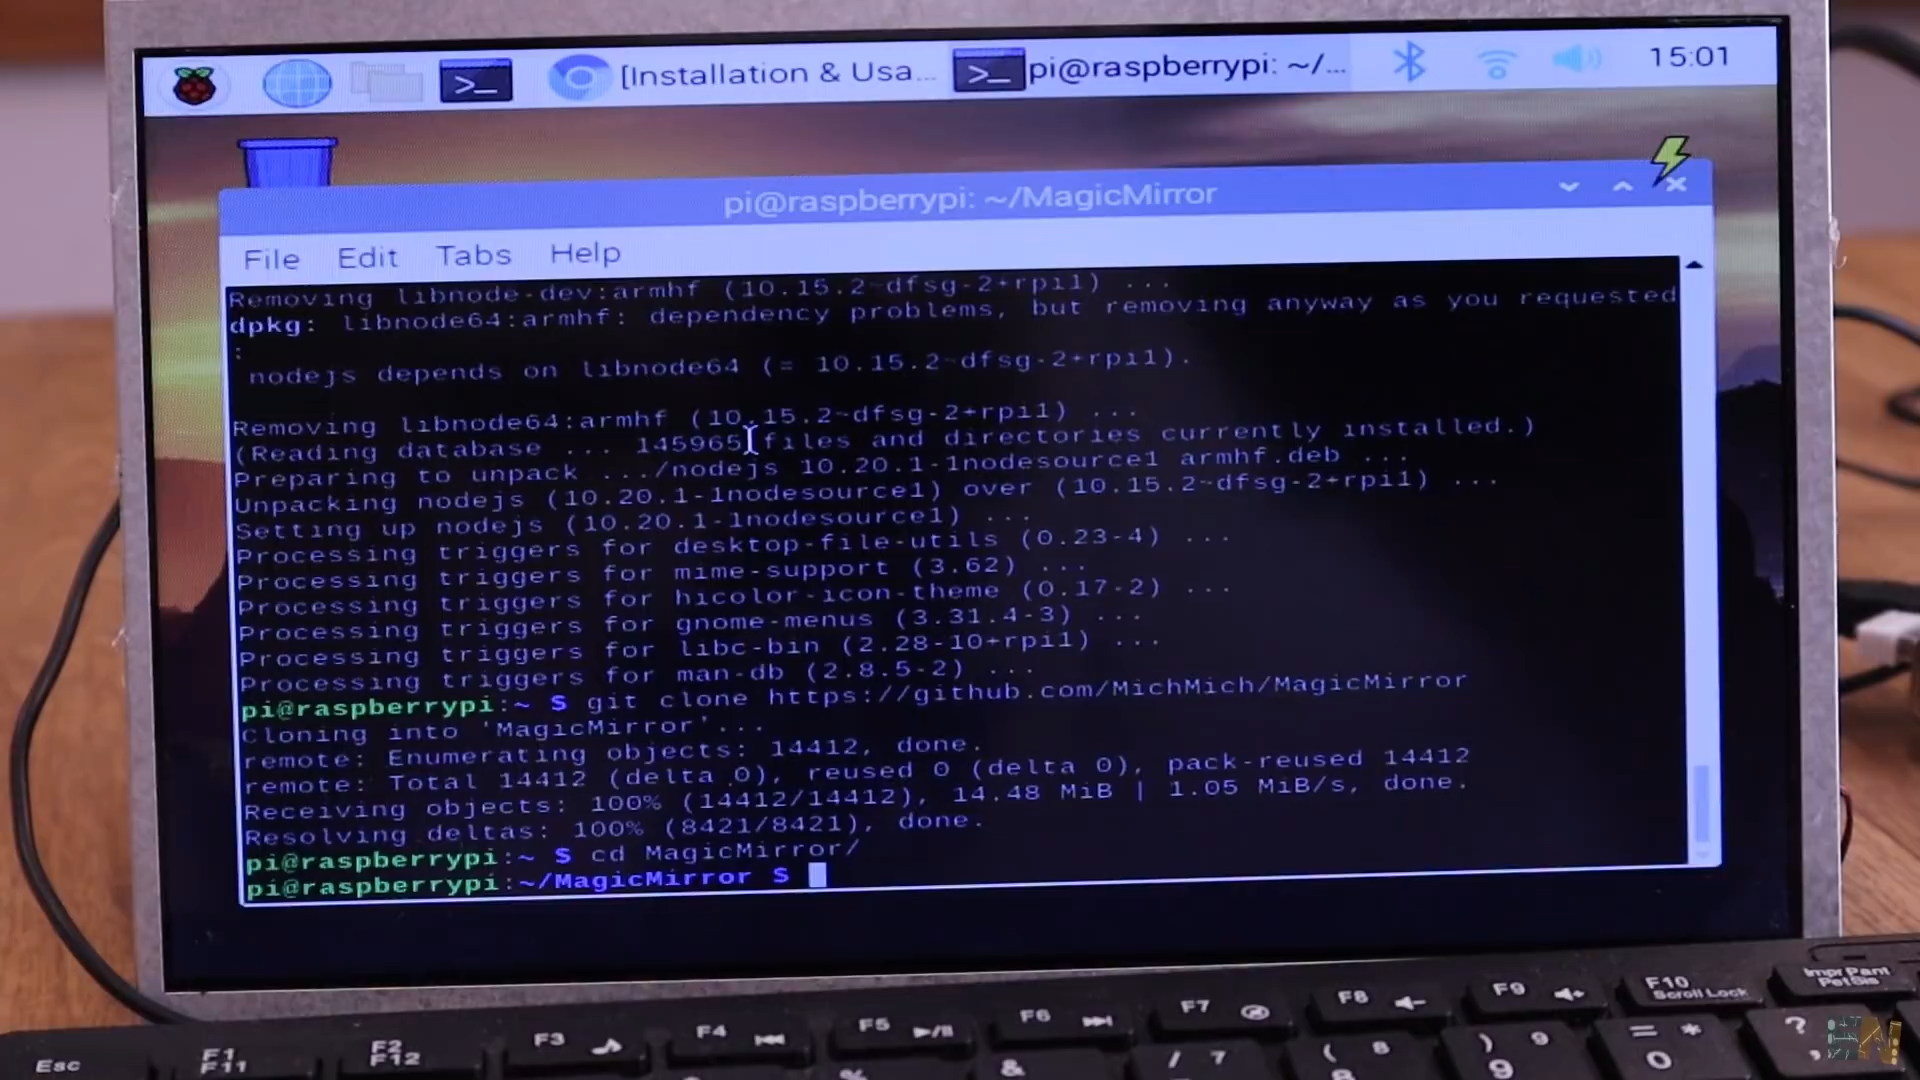 [Installation & Usa... pi@raspberrypi: ~/... 15:01
pi@raspberrypi: ~/MagicMirror
File Edit Tabs Help
Removing libnode-dev:armhf (10.15.2~dfsg-2+rpi1) ...
dpkg: libnode64:armhf: dependency problems, but removing anyway as you requested
:
nodejs depends on libnode64 (= 10.15.2~dfsg-2+rpi1).
Removing libnode64:armhf (10.15.2~dfsg-2+rpi1) ...
(Reading database ... 145965 files and directories currently installed.)
Preparing to unpack .../nodejs_10.20.1-1nodesource1_armhf.deb ...
Unpacking nodejs (10.20.1-1nodesource1) over (10.15.2~dfsg-2+rpi1) ...
Setting up nodejs (10.20.1-1nodesource1) ...
Processing triggers for desktop-file-utils (0.23-4) ...
Processing triggers for mime-support (3.62) ...
Processing triggers for hicolor-icon-theme (0.17-2) ...
Processing triggers for gnome-menus (3.31.4-3) ...
Processing triggers for libc-bin (2.28-10+rpi1) ...
Processing triggers for man-db (2.8.5-2) ...
pi@raspberrypi:~ $ git clone https://github.com/MichMich/MagicMirror
Cloning into 'MagicMirror'...
remote: Enumerating objects: 14412, done.
remote: Total 14412 (delta 0), reused 0 (delta 0), pack-reused 14412
Receiving objects: 100% (14412/14412), 14.48 MiB | 1.05 MiB/s, done.
Resolving deltas: 100% (8421/8421), done.
pi@raspberrypi:~ $ cd MagicMirror/
pi@raspberrypi:~/MagicMirror $
Esc F1 F2 F3 F4 F5 F6 F7 F8 F9 F10 Impr Pant
F11 F12 Scroll Lock PetSis
% & / 7 ( 8 ) 9 = * 0 ?